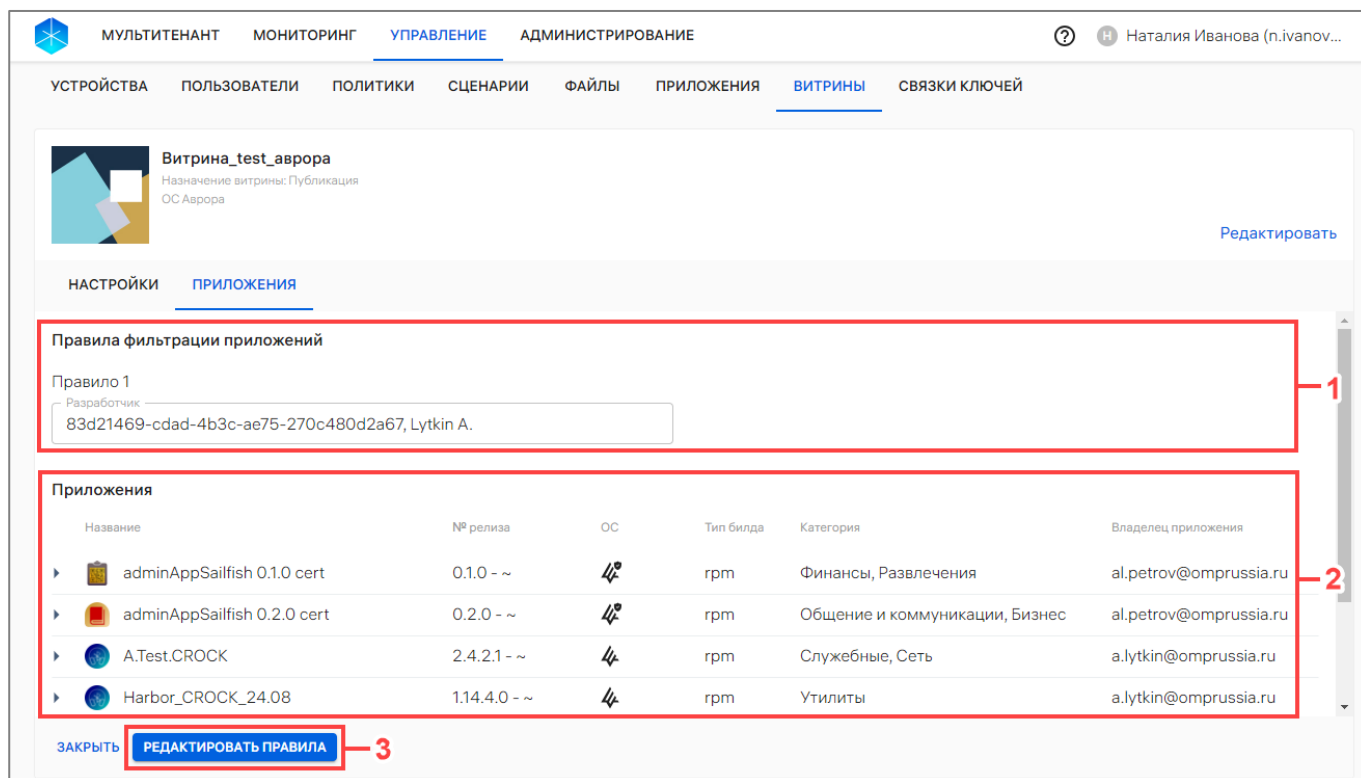 МУЛЬТИТЕНАНТ МОНИТОРИНГ УПРАВЛЕНИЕ АДМИНИСТРИРОВАНИЕ ? Н Наталия Иванова (n.ivanov...
УСТРОЙСТВА ПОЛЬЗОВАТЕЛИ ПОЛИТИКИ СЦЕНАРИИ ФАЙЛЫ ПРИЛОЖЕНИЯ ВИТРИНЫ СВЯЗКИ КЛЮЧЕЙ
Витрина_test_аврора
Назначение витрины: Публикация
ОС Аврора
Редактировать
НАСТРОЙКИ ПРИЛОЖЕНИЯ
Правила фильтрации приложений
Правило 1
1
Разработчик
83d21469-cdad-4b3c-ae75-270c480d2a67, Lytkin A.
Приложения
Название № релиза ОС Тип билда Категория Владелец приложения
adminAppSailfish 0.1.0 cert 0.1.0 - ~ rpm Финансы, Развлечения al.petrov@omprussia.ru
2
adminAppSailfish 0.2.0 cert 0.2.0 - ~ rpm Общение и коммуникации, Бизнес al.petrov@omprussia.ru
A.Test.CROCK 2.4.2.1 - ~ rpm Служебные, Сеть a.lytkin@omprussia.ru
Harbor_CROCK_24.08 1.14.4.0 - ~ rpm Утилиты a.lytkin@omprussia.ru
ЗАКРЫТЬ РЕДАКТИРОВАТЬ ПРАВИЛА 3